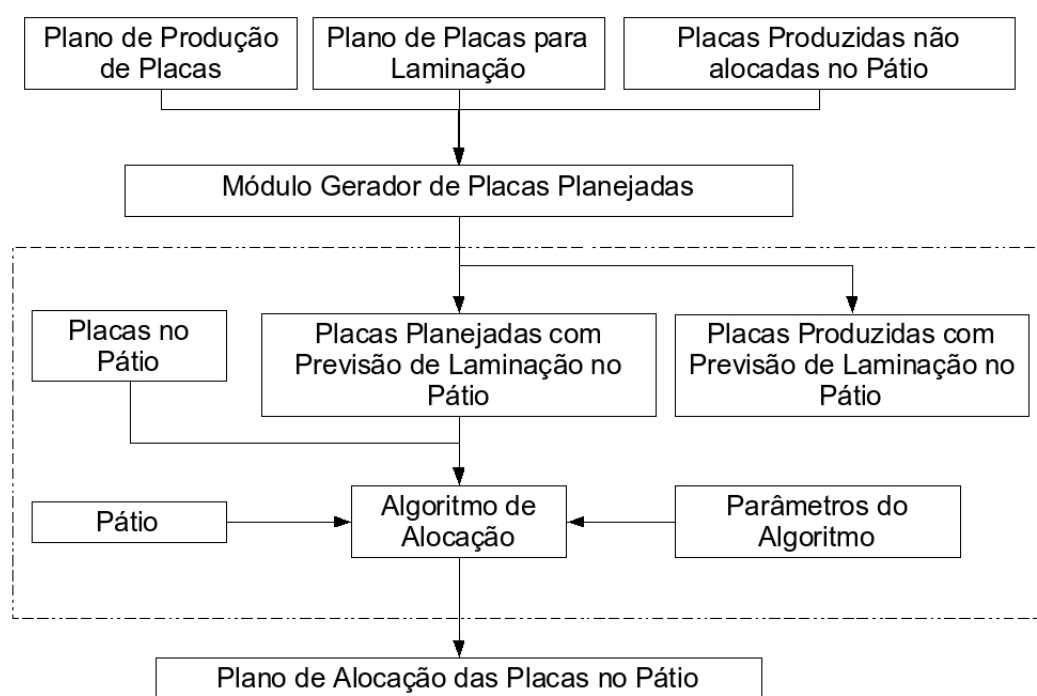 Plano de Produção
de Placas
Plano de Placas para
Laminação
Placas Produzidas não
alocadas no Pátio
Módulo Gerador de Placas Planejadas
Placas no
Pátio
Placas Planejadas com
Previsão de Laminação no
Pátio
Placas Produzidas com
Previsão de Laminação no
Pátio
Pátio
Algoritmo de
Alocação
Parâmetros do
Algoritmo
Plano de Alocação das Placas no Pátio